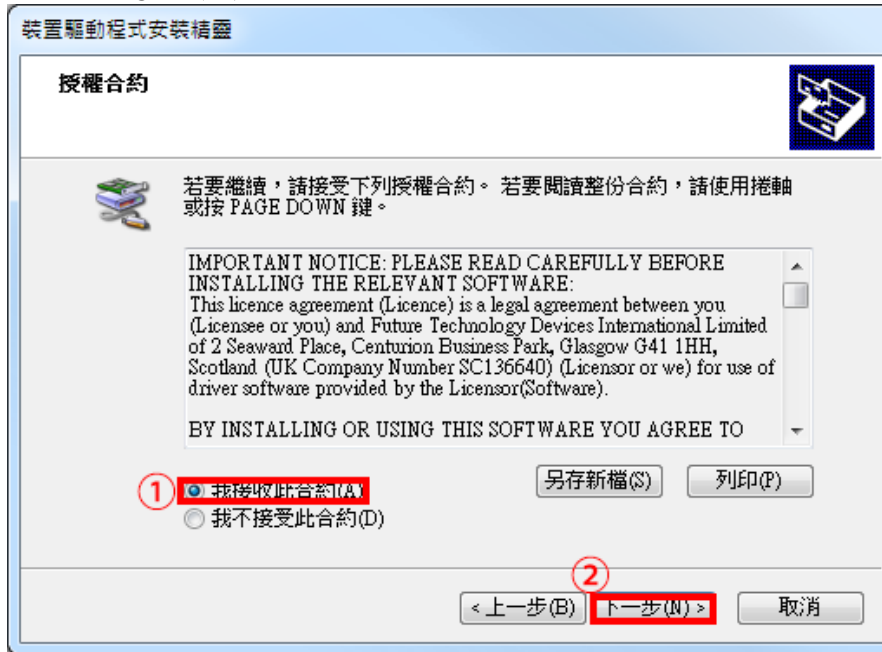 裝置驅動程式安裝精靈
授權合約
若要繼續,請接受下列授權合約。 若要閱讀整份合約,請使用捲軸
或按 PAGE DOWN 鍵。
IMPORTANT NOTICE: PLEASE READ CAREFULLY BEFORE
INSTALLING THE RELEVANT SOFTWARE:
This licence agreement (Licence) is a legal agreement between you
(Licensee or you) and Future Technology Devices International Limited
of 2 Seaward Place, Centurion Business Park, Glasgow G41 1HH,
Scotland (UK Company Number SC136640) (Licensor or we) for use of
driver software provided by the Licensor(Software).
BY INSTALLING OR USING THIS SOFTWARE YOU AGREE TO
另存新檔(S) 列印(P)
① 我接收此合約(A)
我不接受此合約(D)
②
<上一步(B) 下一步(N) > 取消